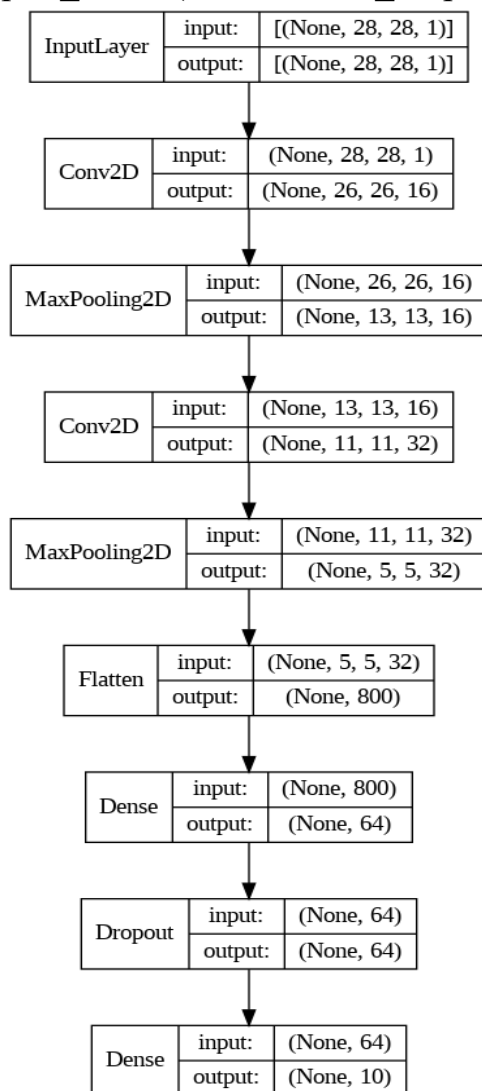 InputLayer
input: [(None, 28, 28, 1)]
output: [(None, 28, 28, 1)]
Conv2D
input: (None, 28, 28, 1)
output: (None, 26, 26, 16)
MaxPooling2D
input: (None, 26, 26, 16)
output: (None, 13, 13, 16)
Conv2D
input: (None, 13, 13, 16)
output: (None, 11, 11, 32)
MaxPooling2D
input: (None, 11, 11, 32)
output: (None, 5, 5, 32)
Flatten
input: (None, 5, 5, 32)
output: (None, 800)
Dense
input: (None, 800)
output: (None, 64)
Dropout
input: (None, 64)
output: (None, 64)
Dense
input: (None, 64)
output: (None, 10)